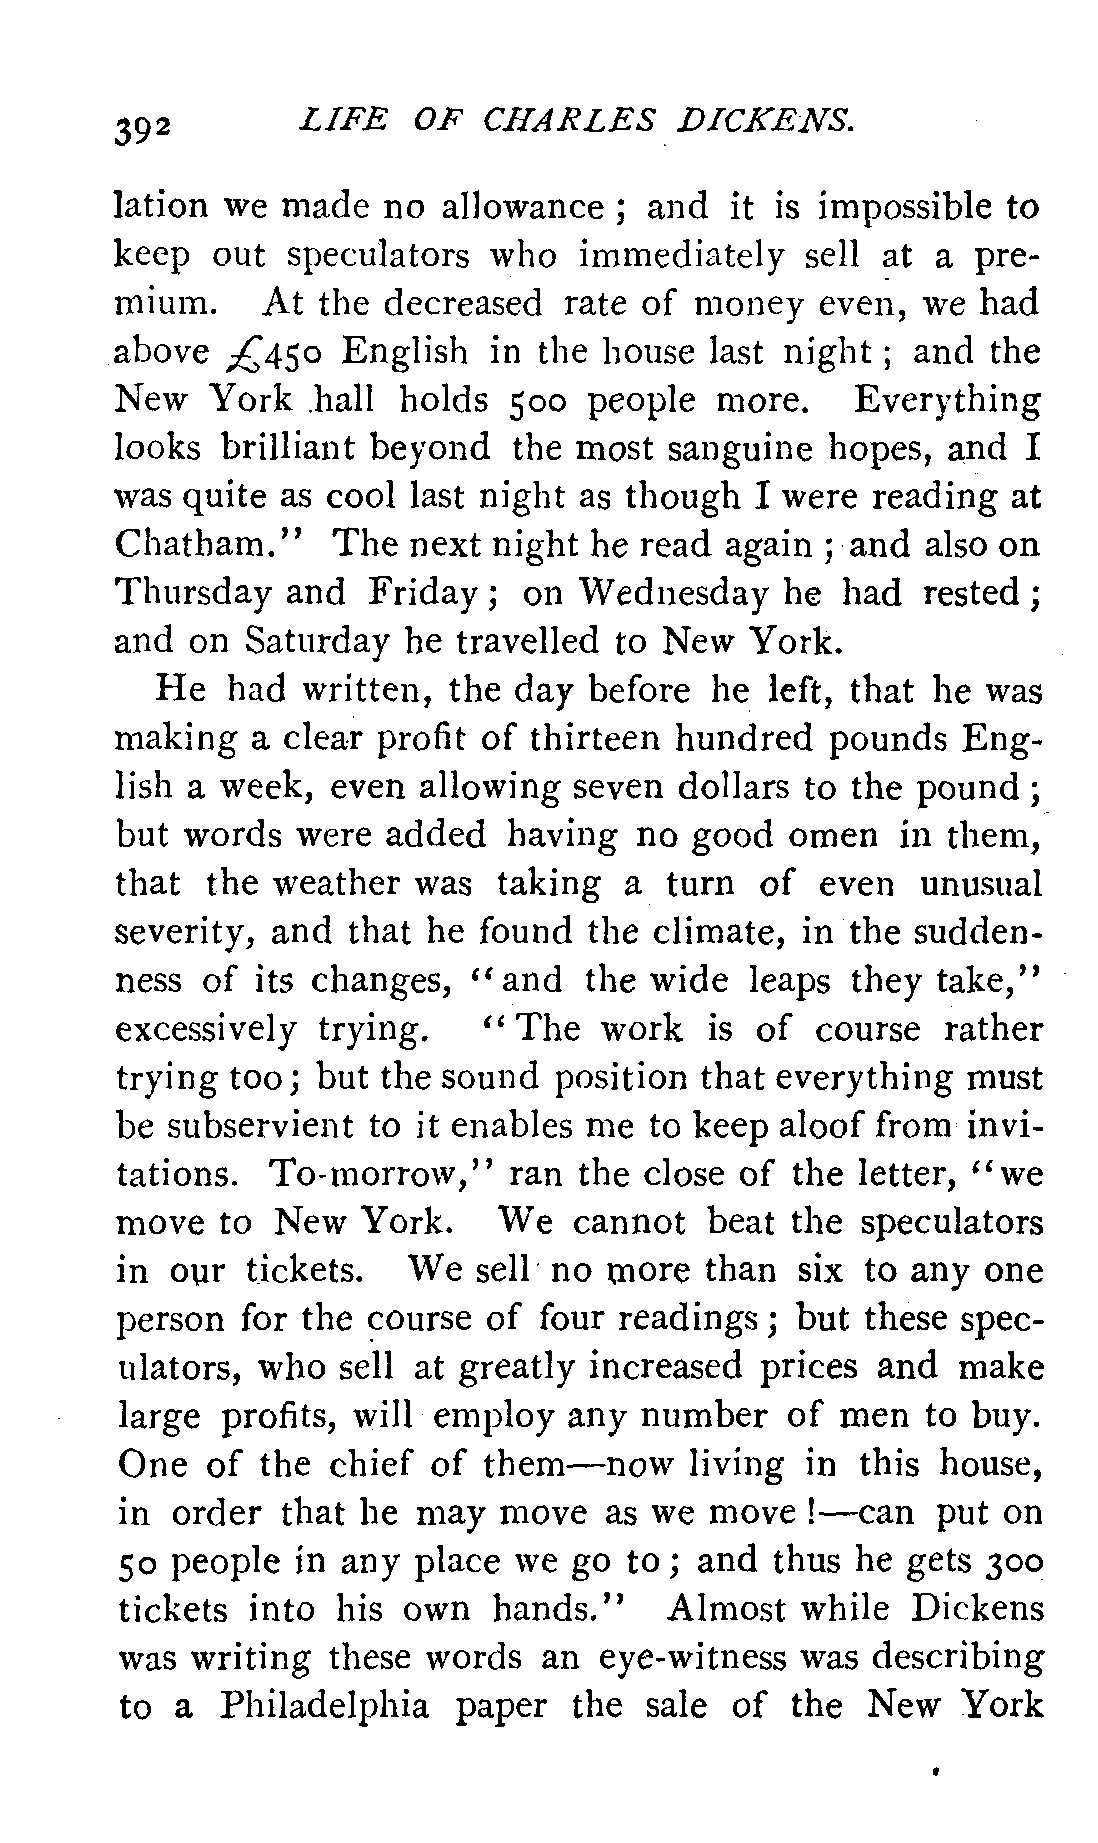 392 LIFE OF CHARLES DICKENS.
lation we made no allowance ; and it is impossible to
keep out speculators who immediately sell at a pre-
mium. At the decreased rate of money even, we had
above £450 English in the house last night ; and the
New York hall holds 500 people more. Everything
looks brilliant beyond the most sanguine hopes, and I
was quite as cool last night as though I were reading at
Chatham." The next night he read again ; and also on
Thursday and Friday ; on Wednesday he had rested ;
and on Saturday he travelled to New York.
He had written, the day before he left, that he was
making a clear profit of thirteen hundred pounds Eng-
lish a week, even allowing seven dollars to the pound ;
but words were added having no good omen in them,
that the weather was taking a turn of even unusual
severity, and that he found the climate, in the sudden-
ness of its changes, "and the wide leaps they take,"
excessively trying. "The work is of course rather
trying too ; but the sound position that everything must
be subservient to it enables me to keep aloof from invi-
tations. To-morrow," ran the close of the letter, "we
move to New York. We cannot beat the speculators
in our tickets. We sell no more than six to any one
person for the course of four readings ; but these spec-
ulators, who sell at greatly increased prices and make
large profits, will employ any number of men to buy.
One of the chief of them—now living in this house,
in order that he may move as we move !—can put on
50 people in any place we go to ; and thus he gets 300
tickets into his own hands." Almost while Dickens
was writing these words an eye-witness was describing
to a Philadelphia paper the sale of the New York